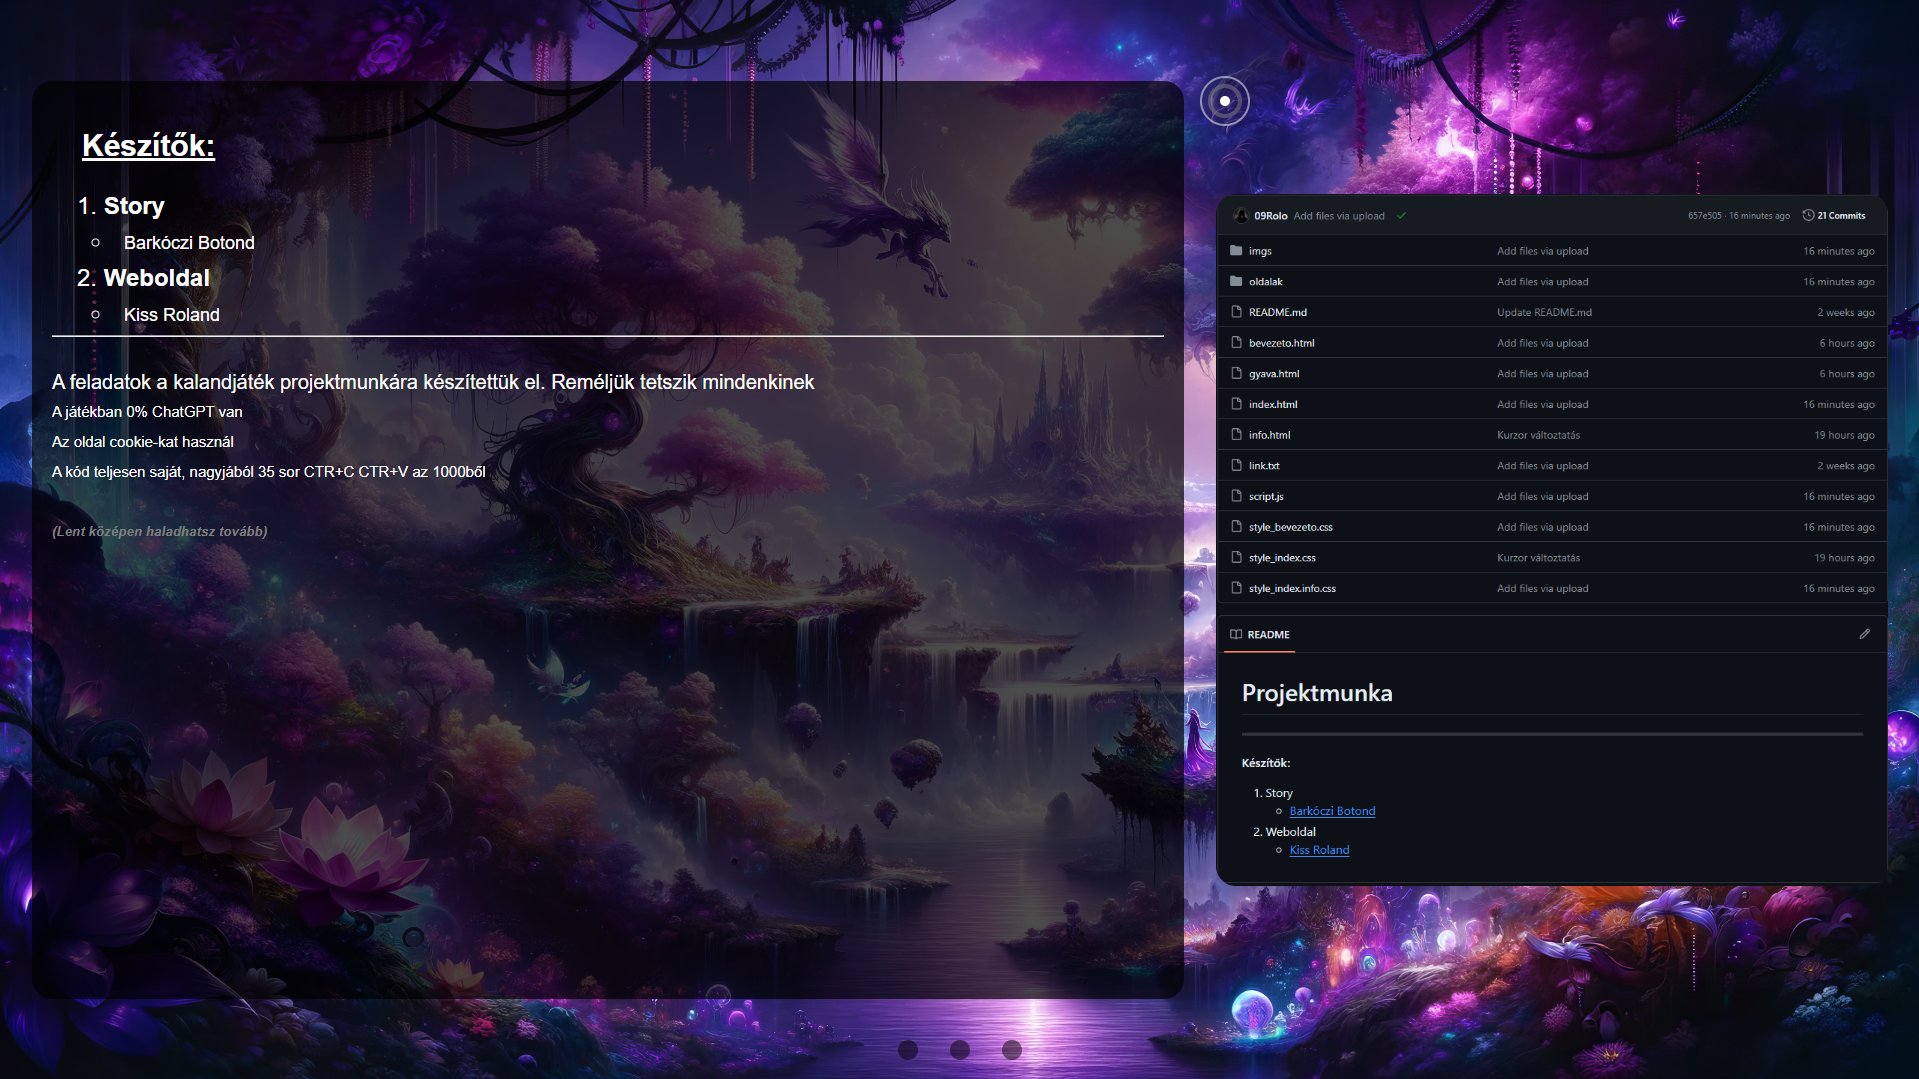 Készítők:
1. Story
Barkóczi Botond
2. Weboldal
Kiss Roland
A feladatok a kalandjáték projektmunkára készítettük el. Reméljük tetszik mindenkinek
A játékban 0% ChatGPT van
Az oldal cookie-kat használ
A kód teljesen saját, nagyjából 35 sor CTR+C CTR+V az 1000ből
(Lent középen haladhatsz tovább)
09Rolo Add files via upload 657e505 · 16 minutes ago 21 Commits
imgs Add files via upload 16 minutes ago
oldalak Add files via upload 16 minutes ago
README.md Update README.md 2 weeks ago
bevezeto.html Add files via upload 6 hours ago
gyava.html Add files via upload 6 hours ago
index.html Add files via upload 16 minutes ago
info.html Kurzor változtatás 19 hours ago
link.txt Add files via upload 2 weeks ago
script.js Add files via upload 16 minutes ago
style_bevezeto.css Add files via upload 16 minutes ago
style_index.css Kurzor változtatás 19 hours ago
style_index.info.css Add files via upload 16 minutes ago
README
Projektmunka
Készítők:
1. Story
Barkóczi Botond
2. Weboldal
Kiss Roland